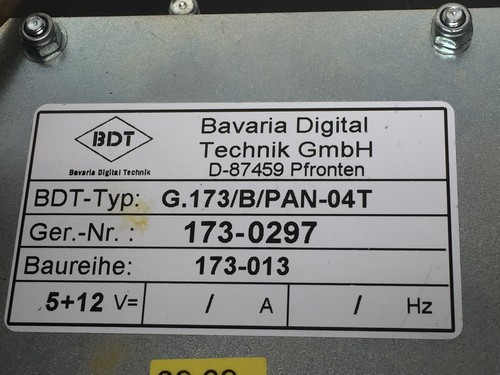 BDT
Bavaria Digital Technik
Bavaria Digital
Technik GmbH
D-87459 Pfronten
BDT-Typ: G.173/B/PAN-04T
Ger.-Nr. : 173-0297
Baureihe: 173-013
5+12 V= / A / Hz